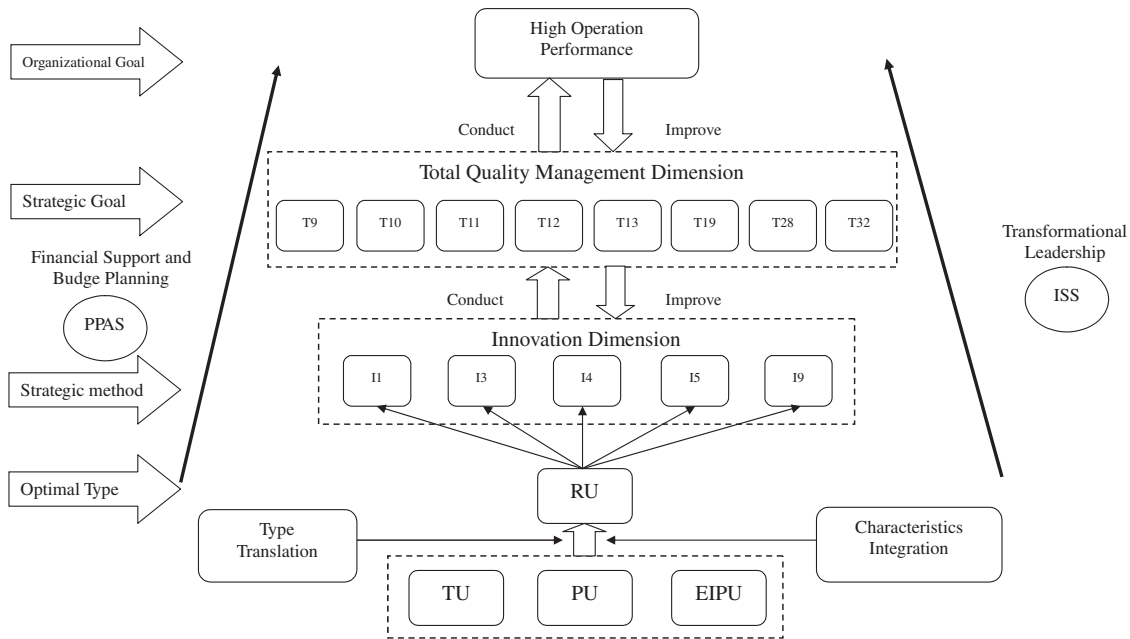 High Operation
Performance
Organizational Goal
Conduct
Improve
Total Quality Management Dimension
Strategic Goal
T9
T10
T11
T12
T13
T19
T28
T32
Financial Support and
Budge Planning
PPAS
Transformational
Leadership
ISS
Conduct
Improve
Innovation Dimension
Strategic method
I1
I3
I4
I5
I9
Optimal Type
RU
Type
Translation
Characteristics
Integration
TU
PU
EIPU